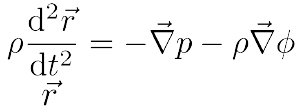 ρ d²r⃗/dt² = −∇⃗p − ρ∇⃗ϕ
r⃗